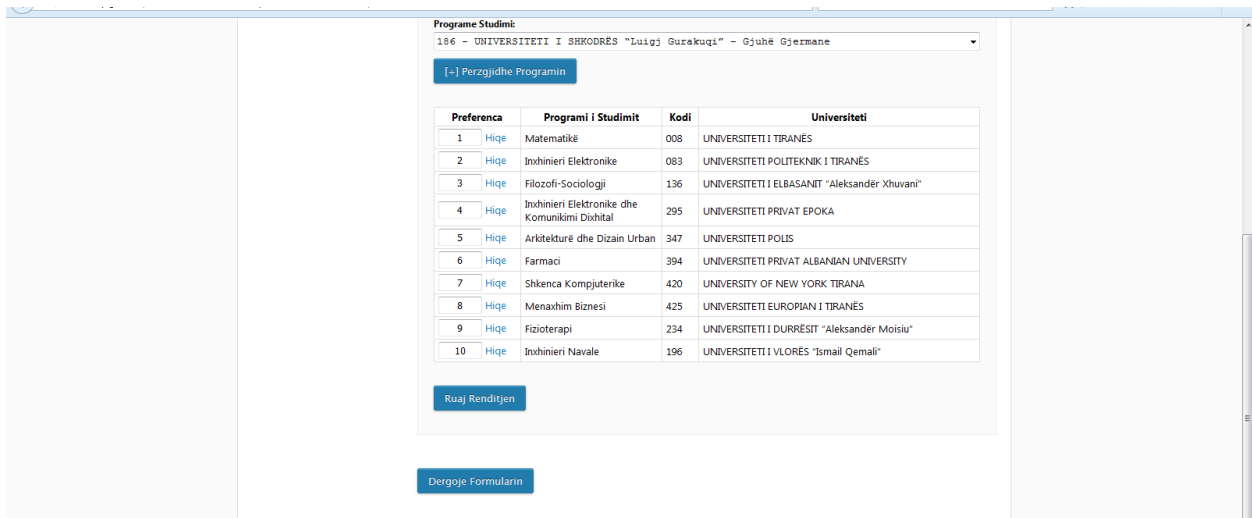 Programe Studimi:
186 - UNIVERSITETI I SHKODRËS "Luigj Gurakuqi" - Gjuhë Gjermane
[+] Perzgjidhe Programin
Preferenca Programi i Studimit Kodi Universiteti
1 Hiqe Matematikë 008 UNIVERSITETI I TIRANËS
2 Hiqe Inxhinieri Elektronike 083 UNIVERSITETI POLITEKNIK I TIRANËS
3 Hiqe Filozofi-Sociologji 136 UNIVERSITETI I ELBASANIT "Aleksandër Xhuvani"
4 Hiqe Inxhinieri Elektronike dhe
Komunikimi Dixhital 295 UNIVERSITETI PRIVAT EPOKA
5 Hiqe Arkitekturë dhe Dizain Urban 347 UNIVERSITETI POLIS
6 Hiqe Farmaci 394 UNIVERSITETI PRIVAT ALBANIAN UNIVERSITY
7 Hiqe Shkenca Kompjuterike 420 UNIVERSITY OF NEW YORK TIRANA
8 Hiqe Menaxhim Biznesi 425 UNIVERSITETI EUROPIAN I TIRANËS
9 Hiqe Fizioterapi 234 UNIVERSITETI I DURRËSIT "Aleksandër Moisiu"
10 Hiqe Inxhinieri Navale 196 UNIVERSITETI I VLORËS "Ismail Qemali"
Ruaj Renditjen
Dergoje Formularin